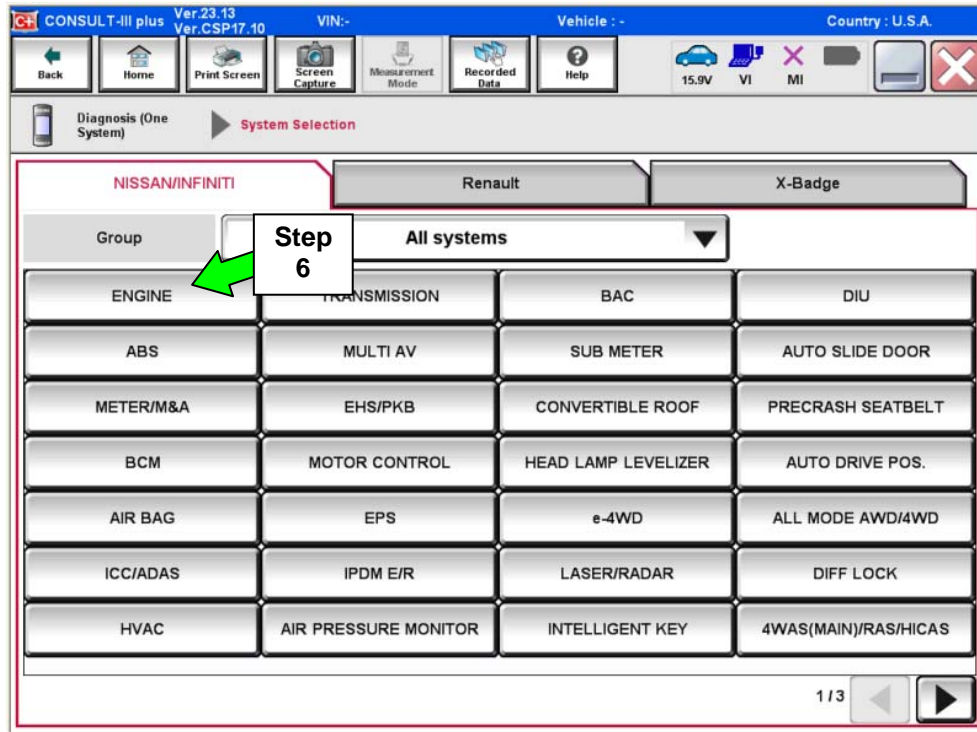 C+ CONSULT-III plus Ver.23.13
Ver.CSP17.10
VIN:-
Vehicle : -
Country : U.S.A.
Back
Home
Print Screen
Screen
Capture
Measurement
Mode
Recorded
Data
Help
15.9V
VI
MI
Diagnosis (One
System)
System Selection
NISSAN/INFINITI
Renault
X-Badge
Group
Step
6
All systems
ENGINE
TRANSMISSION
BAC
DIU
ABS
MULTI AV
SUB METER
AUTO SLIDE DOOR
METER/M&A
EHS/PKB
CONVERTIBLE ROOF
PRECRASH SEATBELT
BCM
MOTOR CONTROL
HEAD LAMP LEVELIZER
AUTO DRIVE POS.
AIR BAG
EPS
e-4WD
ALL MODE AWD/4WD
ICC/ADAS
IPDM E/R
LASER/RADAR
DIFF LOCK
HVAC
AIR PRESSURE MONITOR
INTELLIGENT KEY
4WAS(MAIN)/RAS/HICAS
1/3